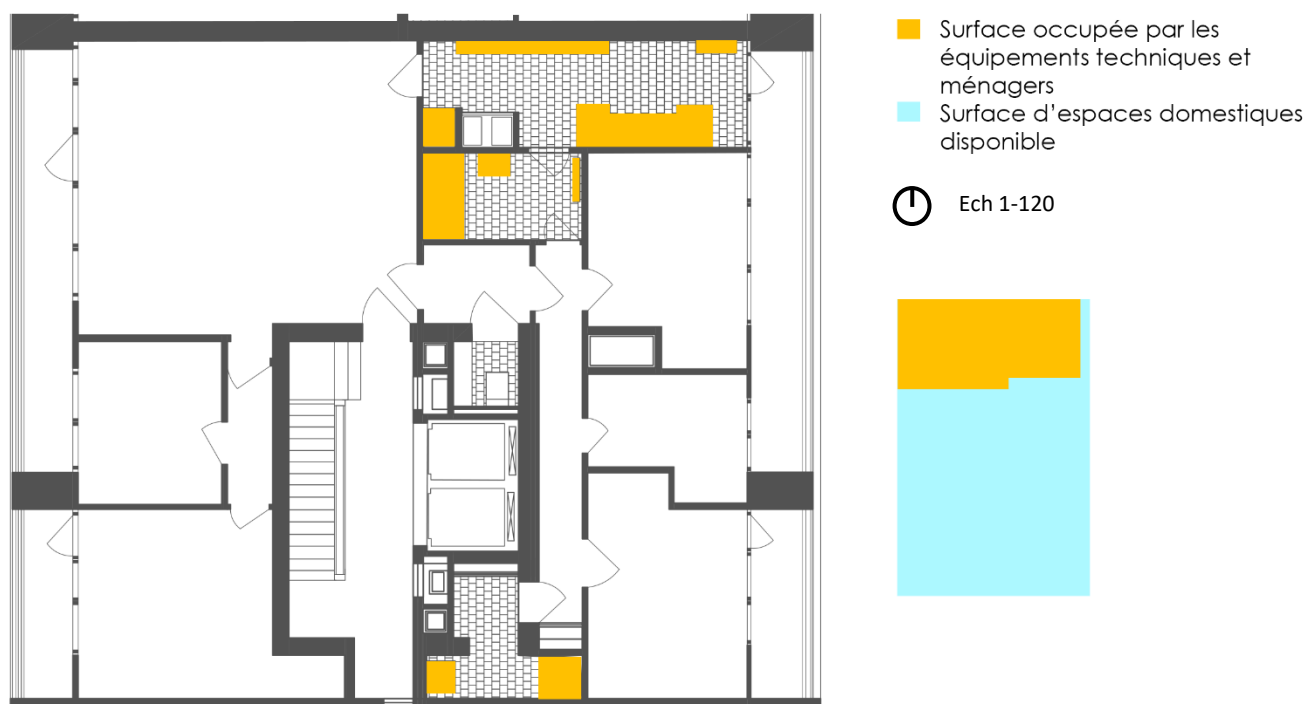 Surface occupée par les
équipements techniques et
ménagers
Surface d'espaces domestiques
disponible
Ech 1-120